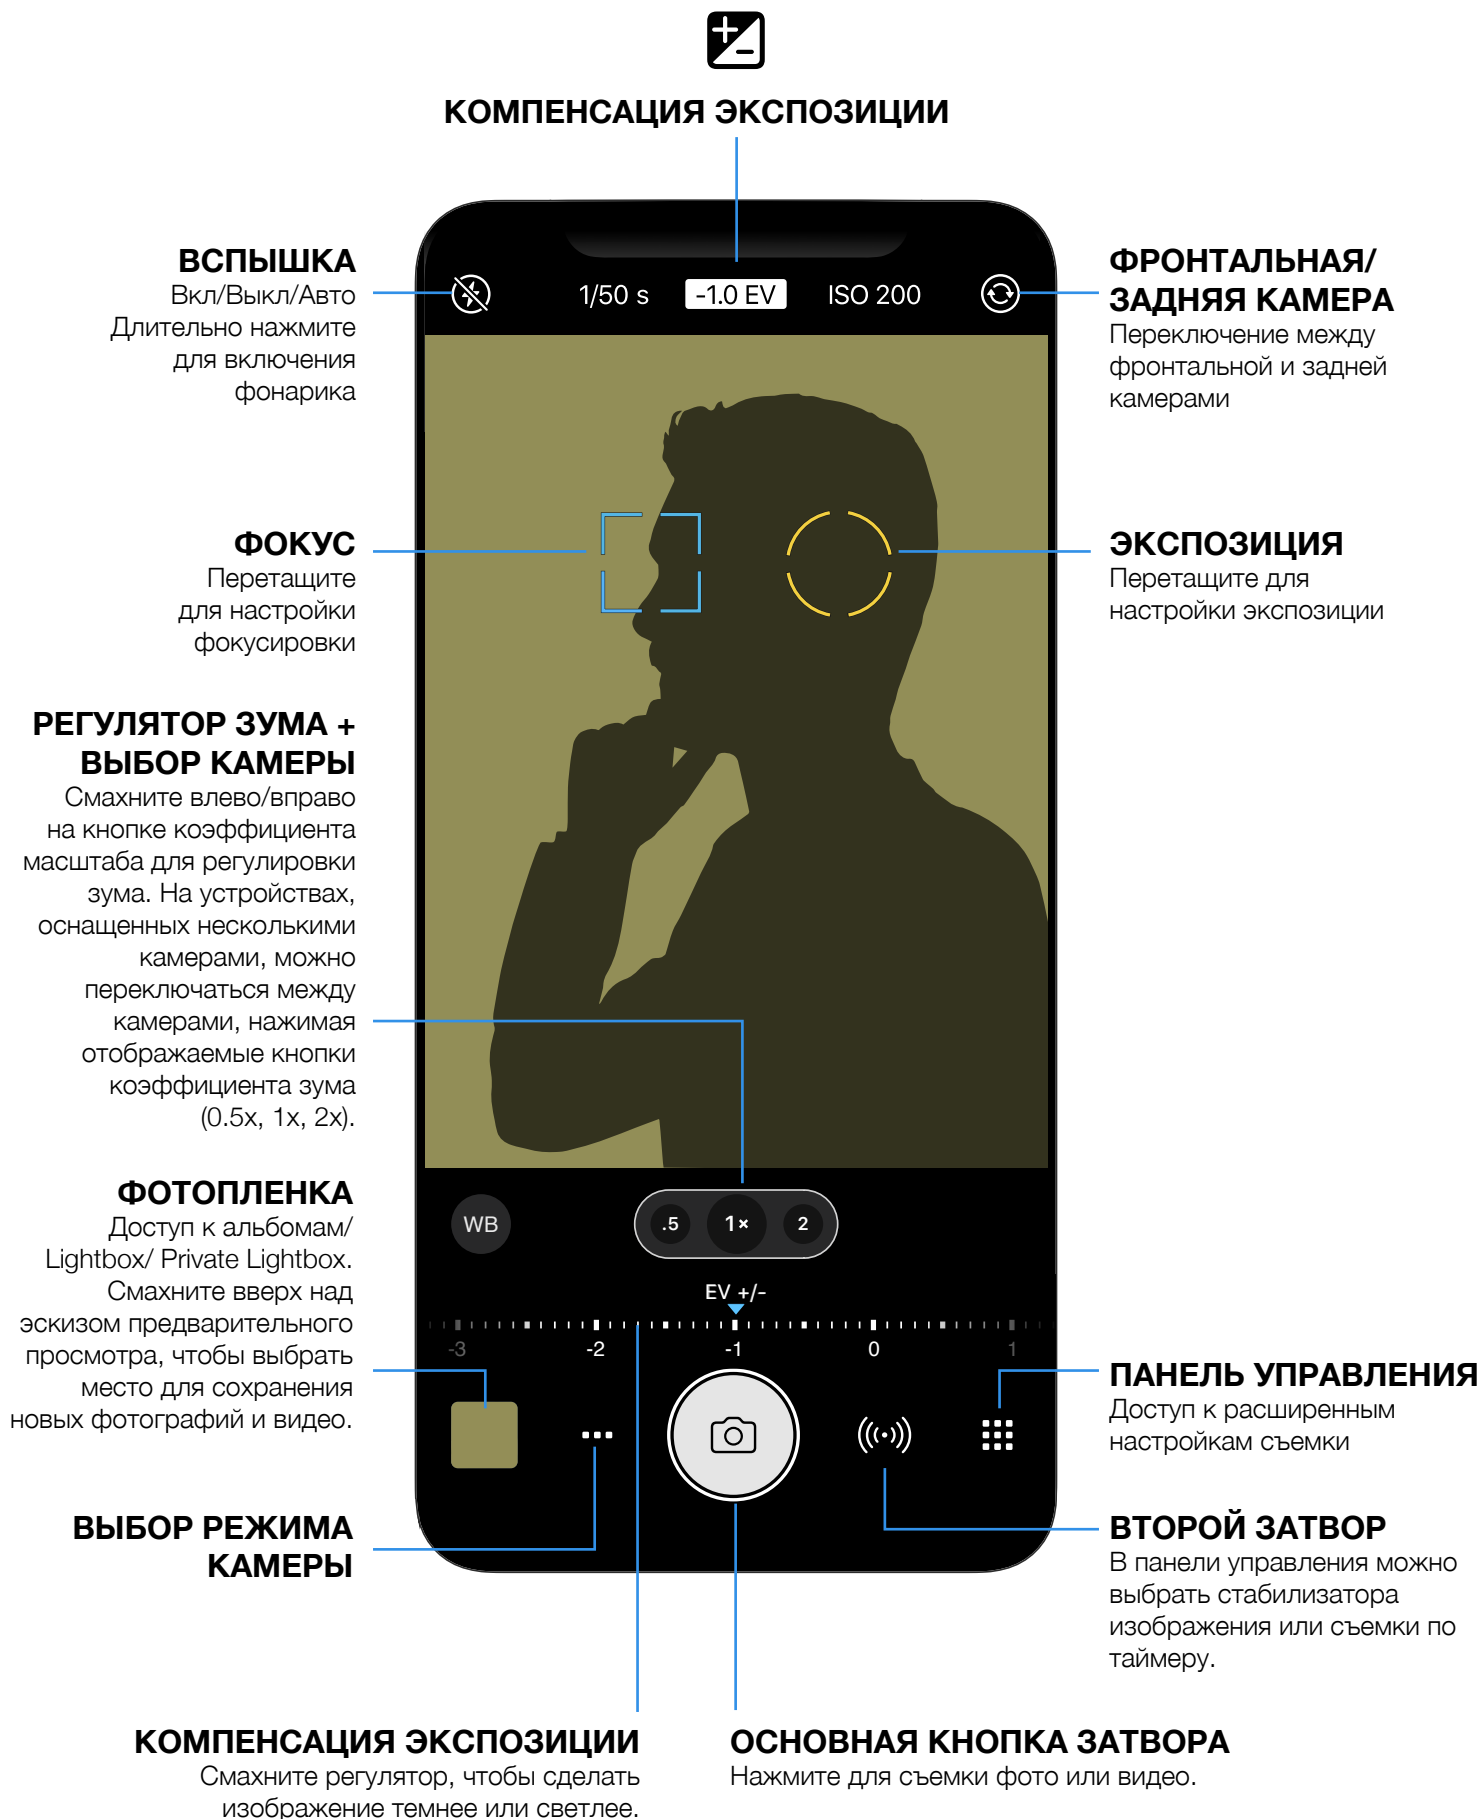 КОМПЕНСАЦИЯ ЭКСПОЗИЦИИ
ВСПЫШКА
Вкл/Выкл/Авто
Длительно нажмите
для включения
фонарика
1/50 s
-1.0 EV
ISO 200
ФРОНТАЛЬНАЯ/
ЗАДНЯЯ КАМЕРА
Переключение между
фронтальной и задней
камерами
ФОКУС
Перетащите
для настройки
фокусировки
ЭКСПОЗИЦИЯ
Перетащите для
настройки экспозиции
РЕГУЛЯТОР ЗУМА +
ВЫБОР КАМЕРЫ
Смахните влево/вправо
на кнопке коэффициента
масштаба для регулировки
зума. На устройствах,
оснащенных несколькими
камерами, можно
переключаться между
камерами, нажимая
отображаемые кнопки
коэффициента зума
(0.5x, 1x, 2x).
ФОТОПЛЕНКА
Доступ к альбомам/
Lightbox/ Private Lightbox.
Смахните вверх над
эскизом предварительного
просмотра, чтобы выбрать
место для сохранения
новых фотографий и видео.
WB
.5 1× 2
EV +/-
-3 -2 -1 0 1
ПАНЕЛЬ УПРАВЛЕНИЯ
Доступ к расширенным
настройкам съемки
ВЫБОР РЕЖИМА
КАМЕРЫ
ВТОРОЙ ЗАТВОР
В панели управления можно
выбрать стабилизатора
изображения или съемки по
таймеру.
КОМПЕНСАЦИЯ ЭКСПОЗИЦИИ
Смахните регулятор, чтобы сделать
изображение темнее или светлее.
ОСНОВНАЯ КНОПКА ЗАТВОРА
Нажмите для съемки фото или видео.